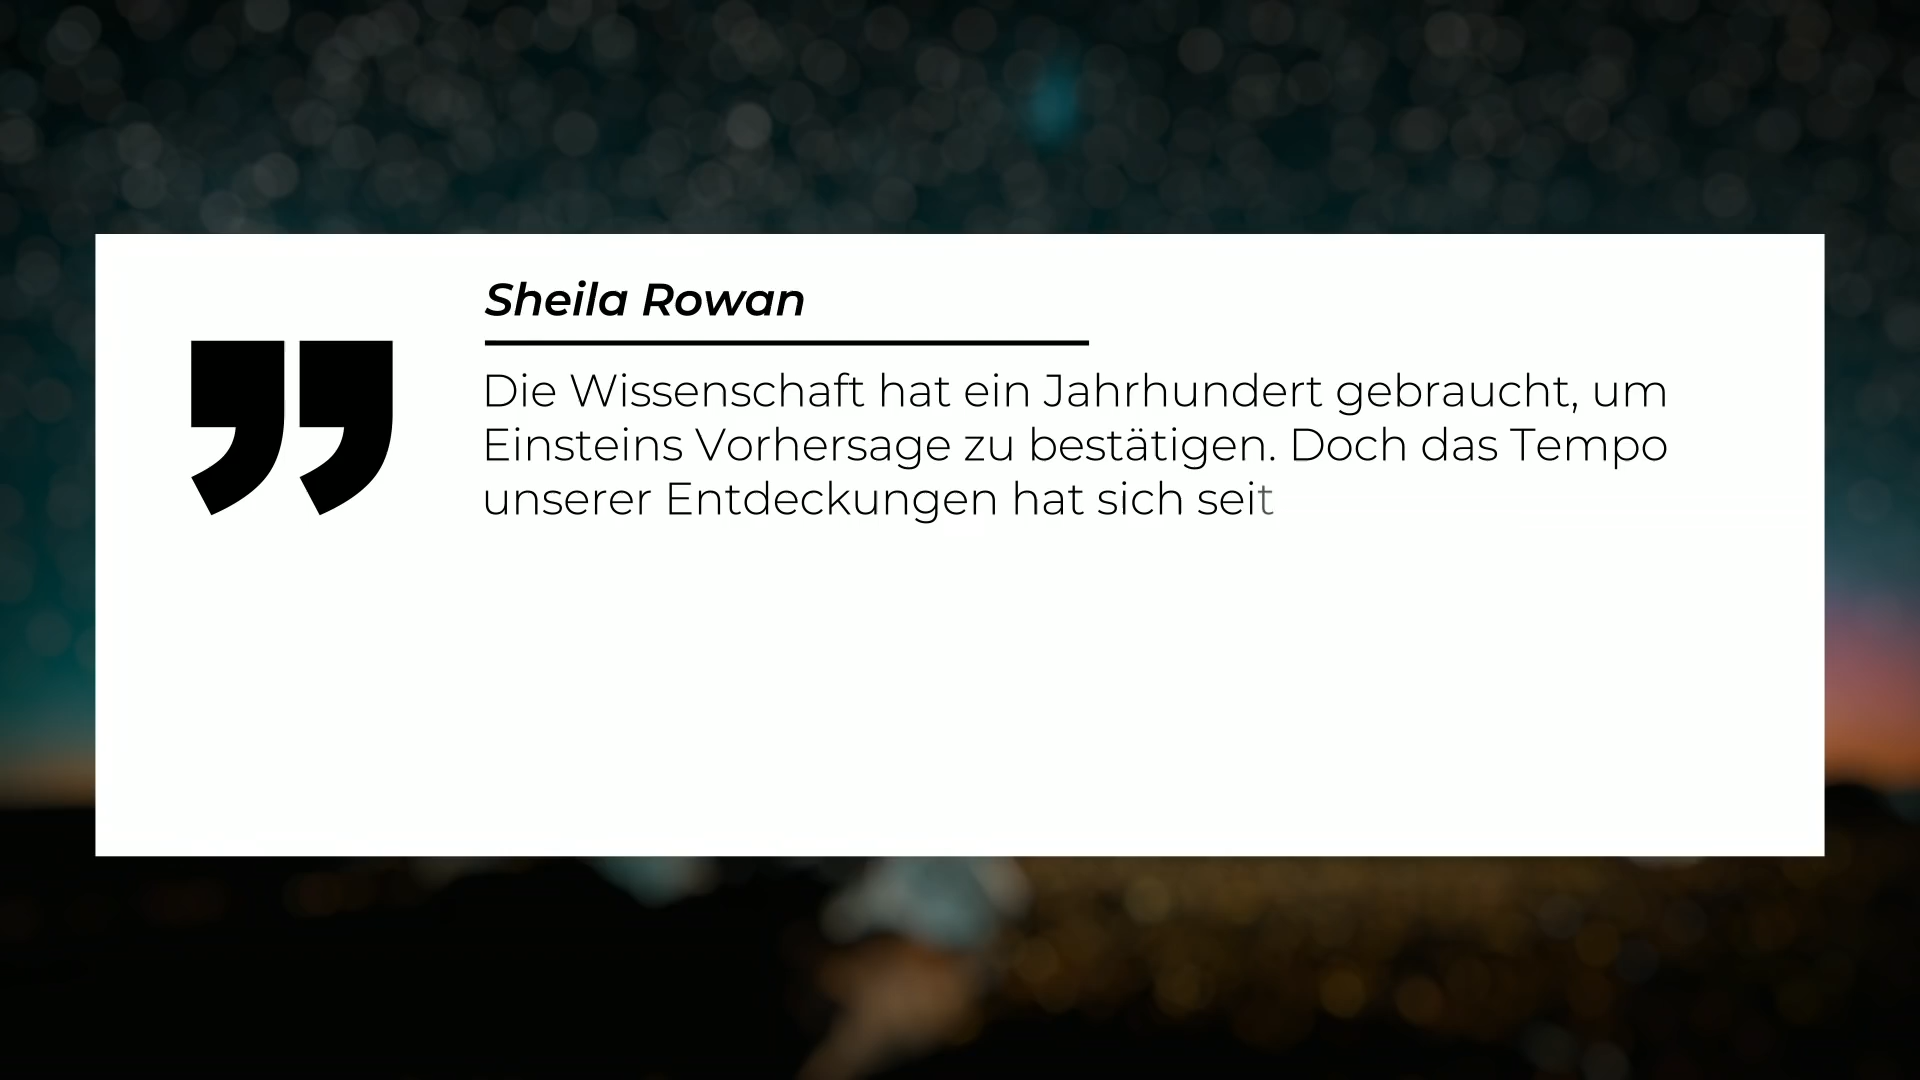 Sheila Rowan
Die Wissenschaft hat ein Jahrhundert gebraucht, um
Einsteins Vorhersage zu bestätigen. Doch das Tempo
unserer Entdeckungen hat sich seit